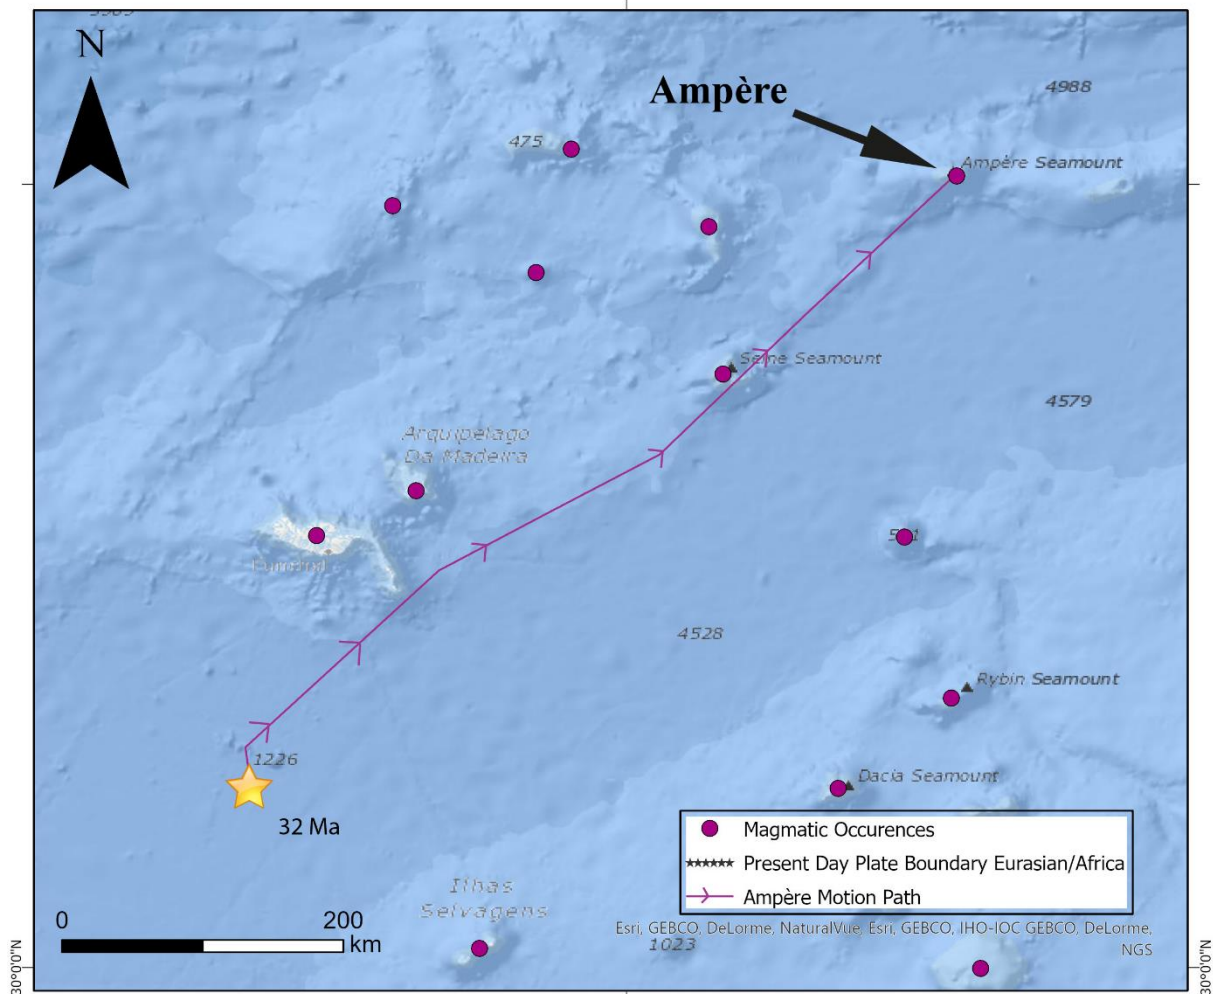 N
Ampère
4988
475
Ampère Seamount
Seine Seamount
4579
Arquipelago
Da Madeira
4528
Rybin Seamount
1226
Dacia Seamount
32 Ma
Magmatic Occurences
Present Day Plate Boundary Eurasian/Africa
Ampère Motion Path
Ilhas
Selvagens
0
200
km
Esri, GEBCO, DeLorme, NaturalVue, Esri, GEBCO, IHO-IOC GEBCO, DeLorme,
NGS
1023
30°0'0"N
30°0'0"N